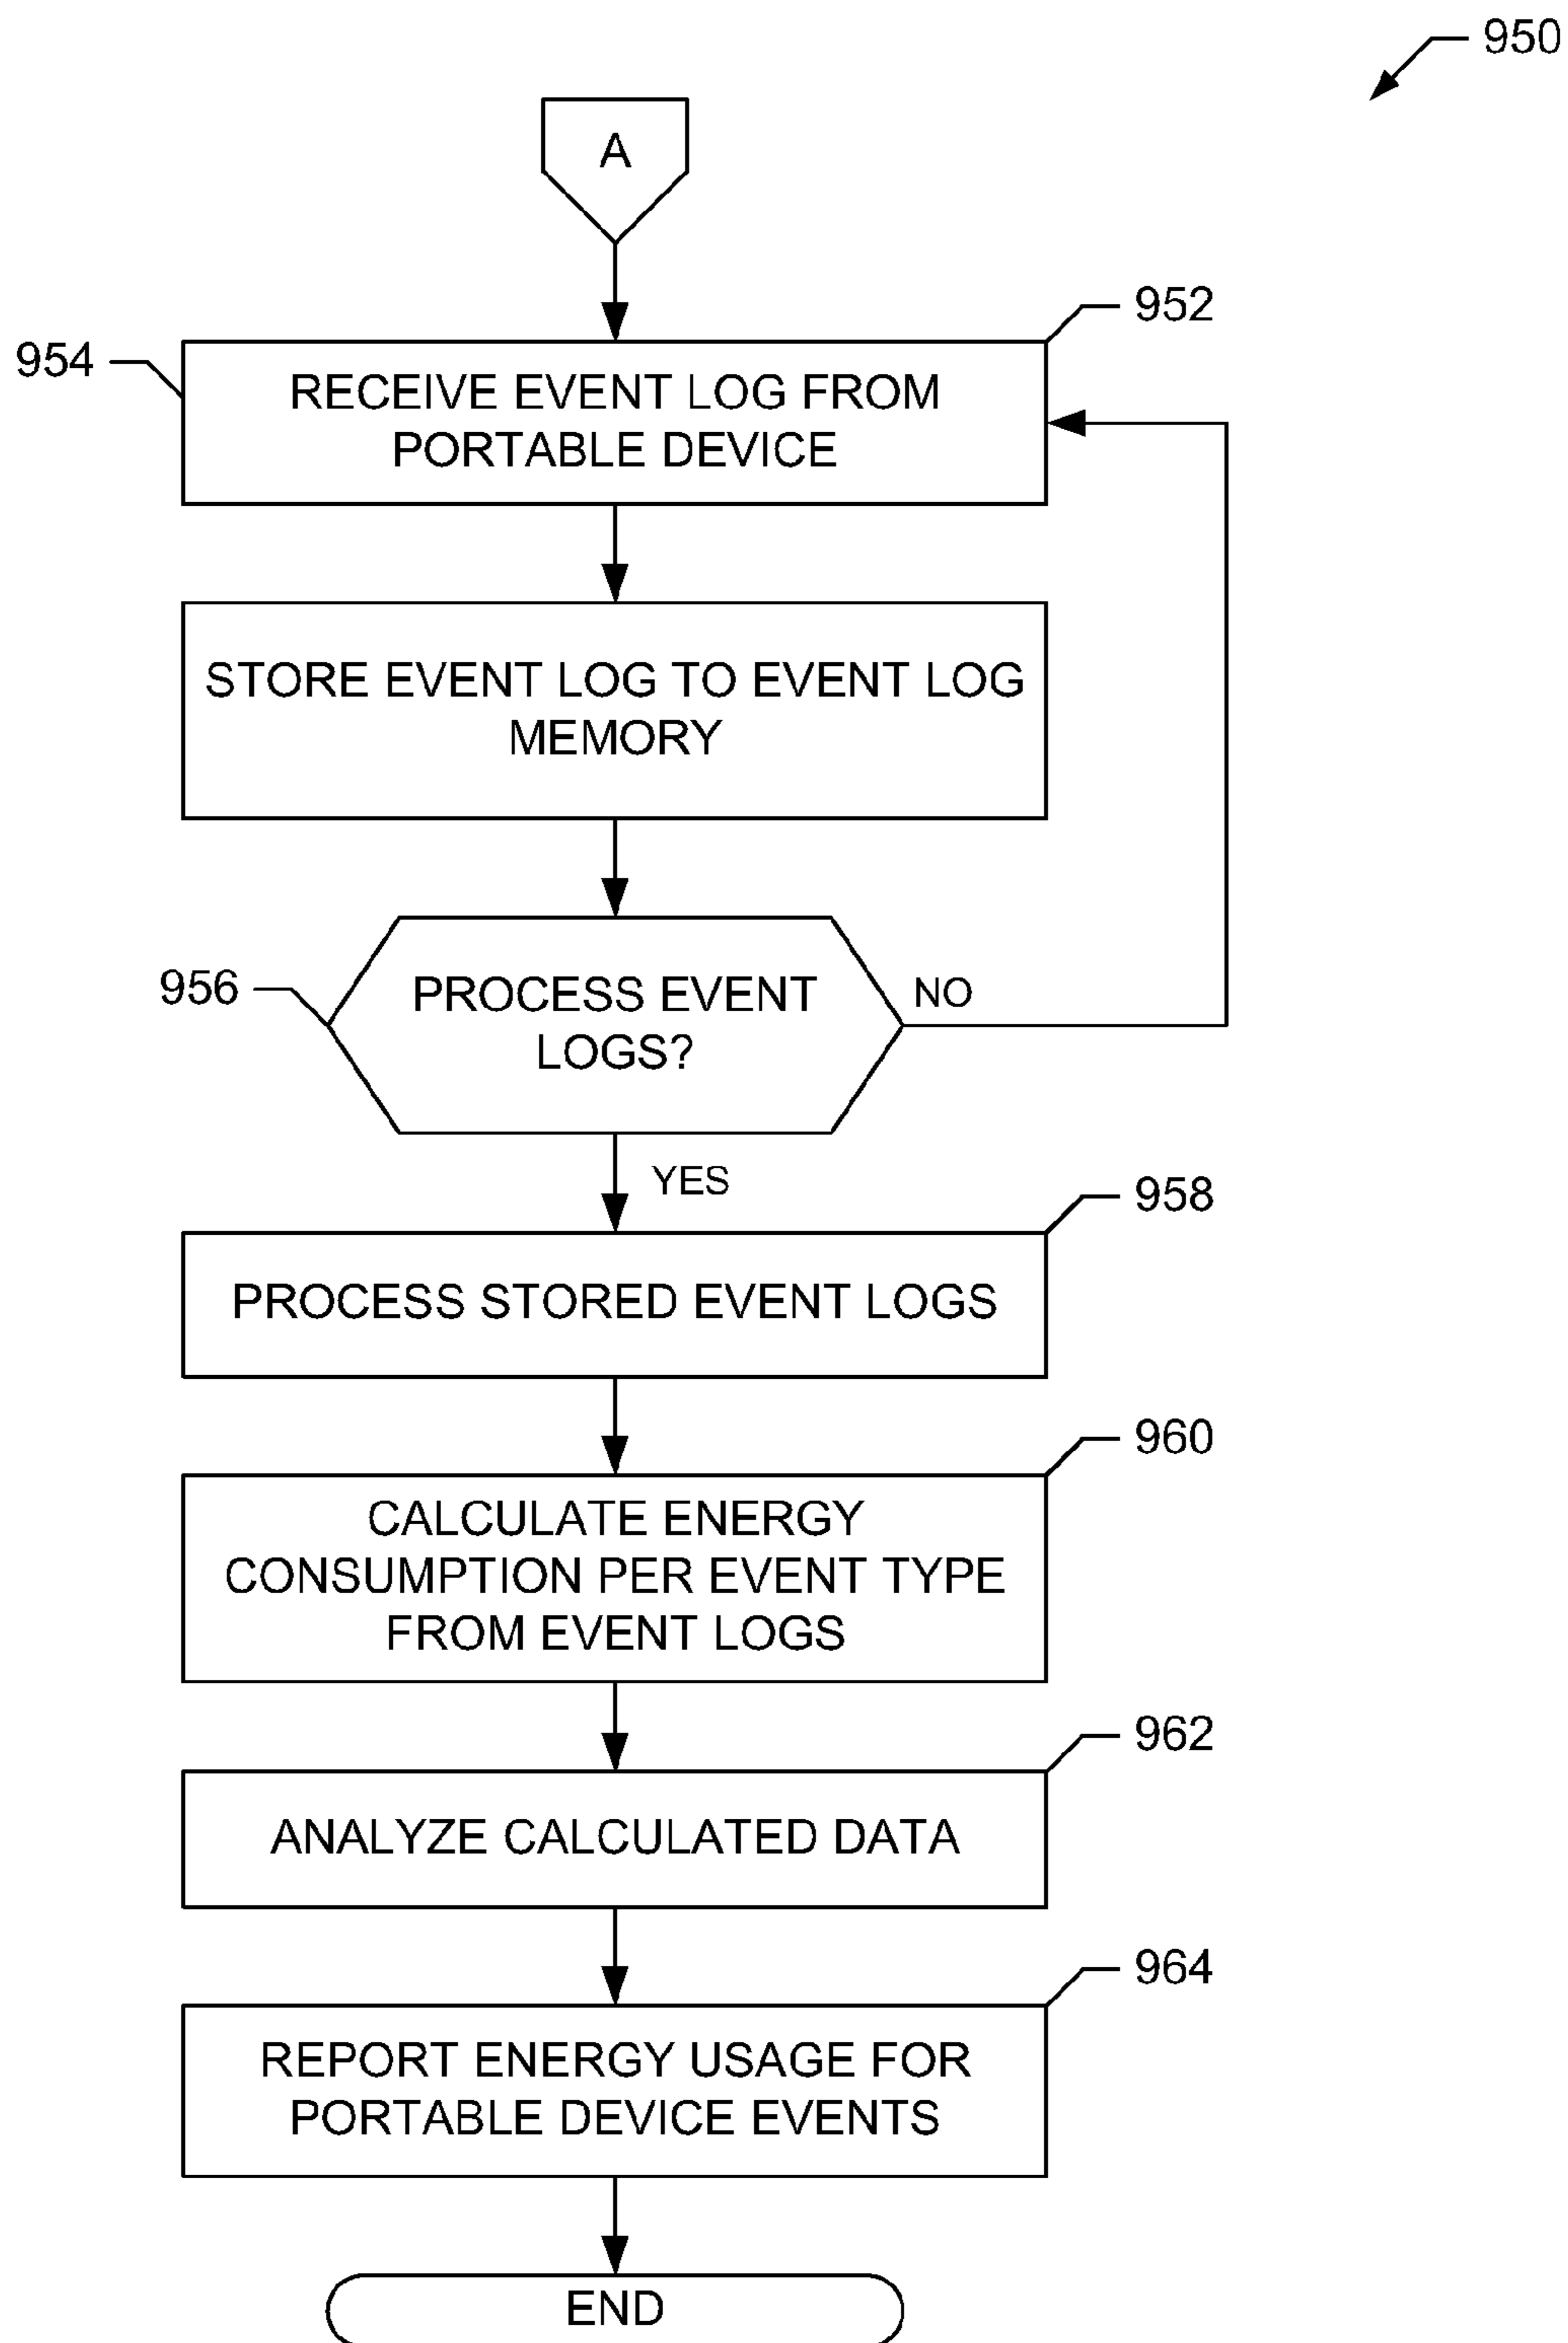 950
A
952
954
RECEIVE EVENT LOG FROM
PORTABLE DEVICE
STORE EVENT LOG TO EVENT LOG
MEMORY
956
PROCESS EVENT
LOGS?
NO
YES
958
PROCESS STORED EVENT LOGS
960
CALCULATE ENERGY
CONSUMPTION PER EVENT TYPE
FROM EVENT LOGS
962
ANALYZE CALCULATED DATA
964
REPORT ENERGY USAGE FOR
PORTABLE DEVICE EVENTS
END